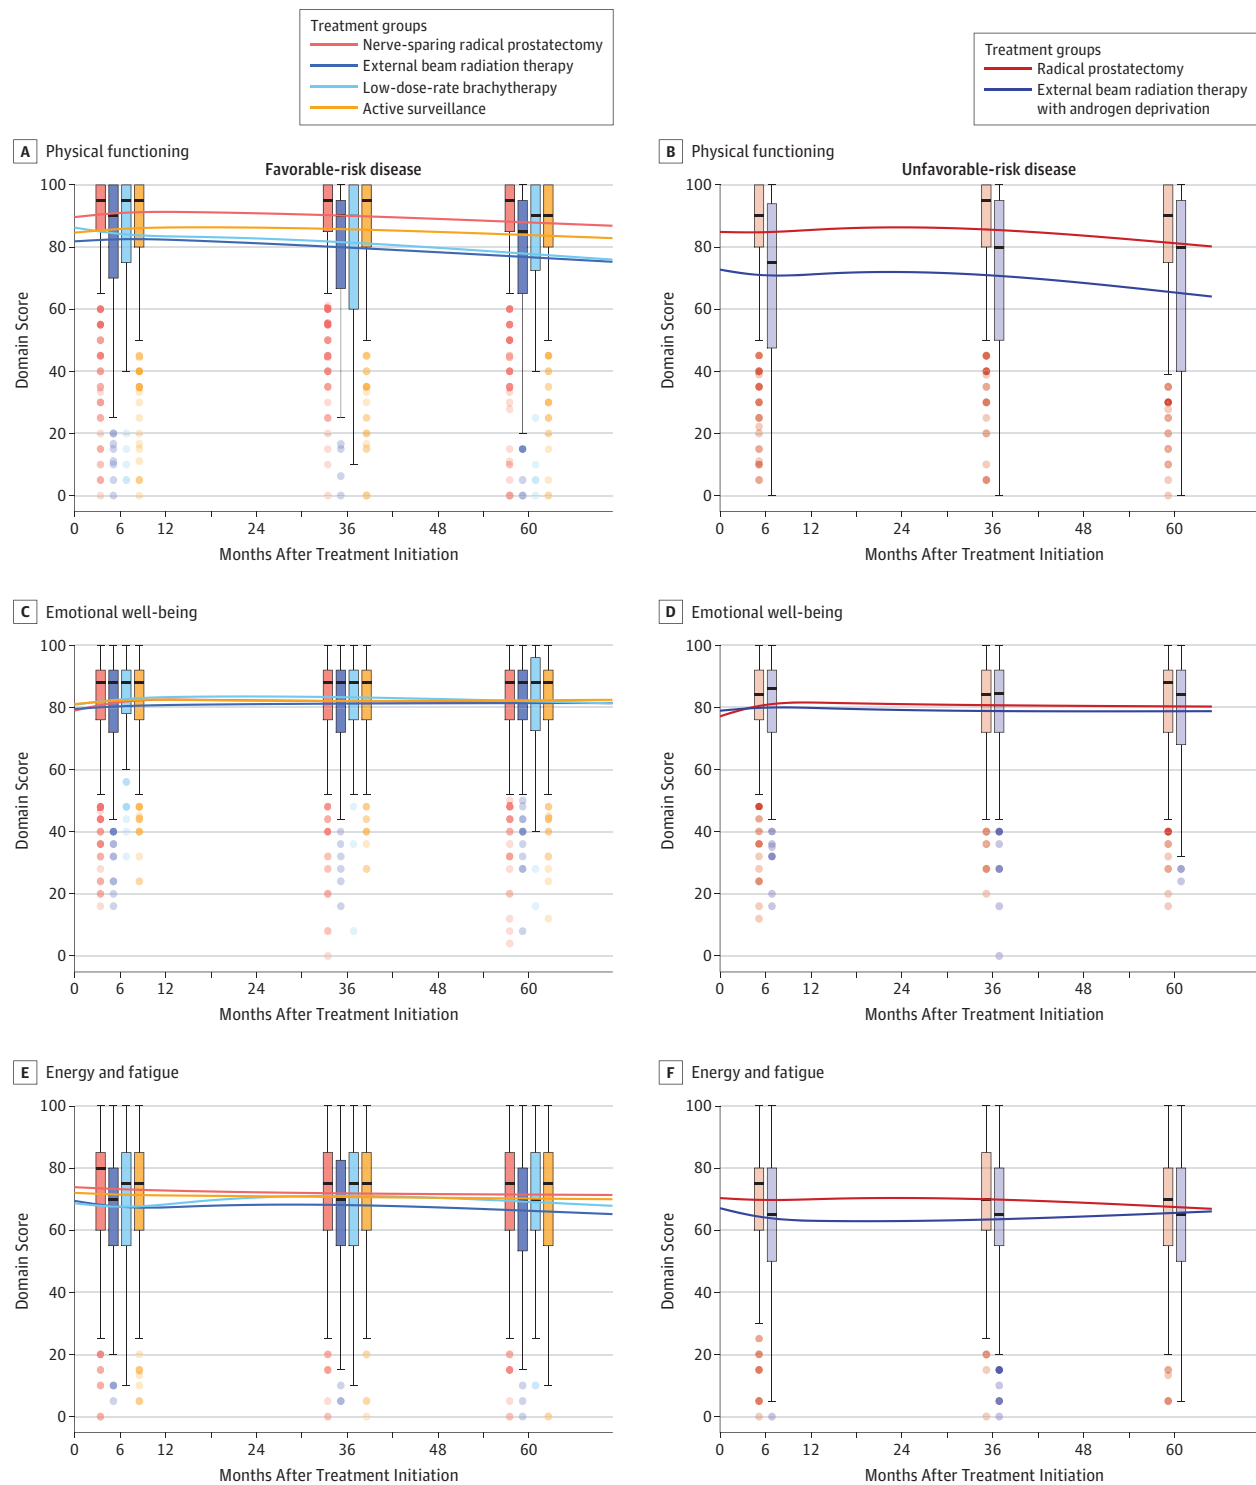 Treatment groups
Nerve-sparing radical prostatectomy
External beam radiation therapy
Low-dose-rate brachytherapy
Active surveillance
Treatment groups
Radical prostatectomy
External beam radiation therapy
with androgen deprivation
A Physical functioning
Favorable-risk disease
100
80
60
40
20
0
Domain Score
0 6 12 24 36 48 60
Months After Treatment Initiation
B Physical functioning
Unfavorable-risk disease
100
80
60
40
20
0
Domain Score
0 6 12 24 36 48 60
Months After Treatment Initiation
C Emotional well-being
100
80
60
40
20
0
Domain Score
0 6 12 24 36 48 60
Months After Treatment Initiation
D Emotional well-being
100
80
60
40
20
0
Domain Score
0 6 12 24 36 48 60
Months After Treatment Initiation
E Energy and fatigue
100
80
60
40
20
0
Domain Score
0 6 12 24 36 48 60
Months After Treatment Initiation
F Energy and fatigue
100
80
60
40
20
0
Domain Score
0 6 12 24 36 48 60
Months After Treatment Initiation